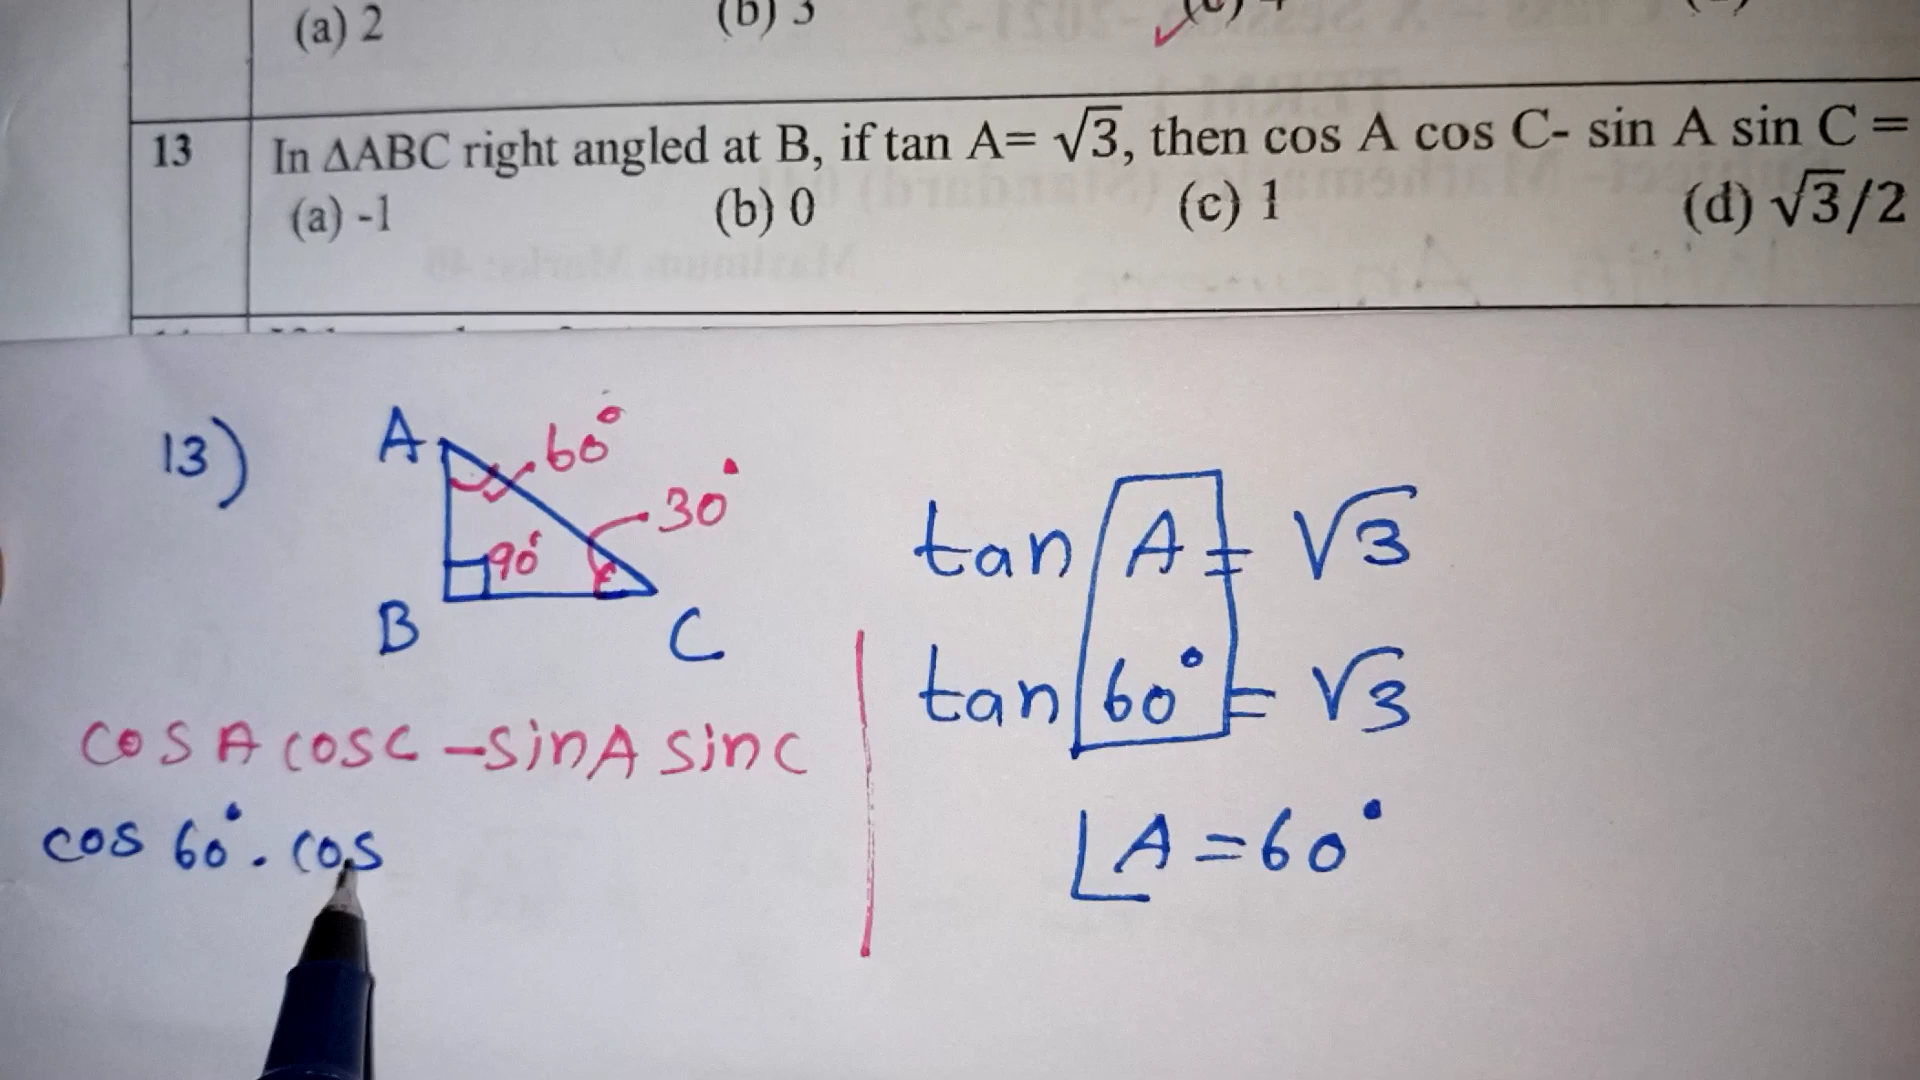 (a) 2 (b) 3
13 In ΔABC right angled at B, if tan A= √3, then cos A cos C- sin A sin C =
(a) -1 (b) 0 (c) 1 (d) √3/2
13)
A 60°
30°
90°
B C
tan A = √3
tan 60° = √3
∠A = 60°
cos A cos C - sin A sin C
cos 60° . cos